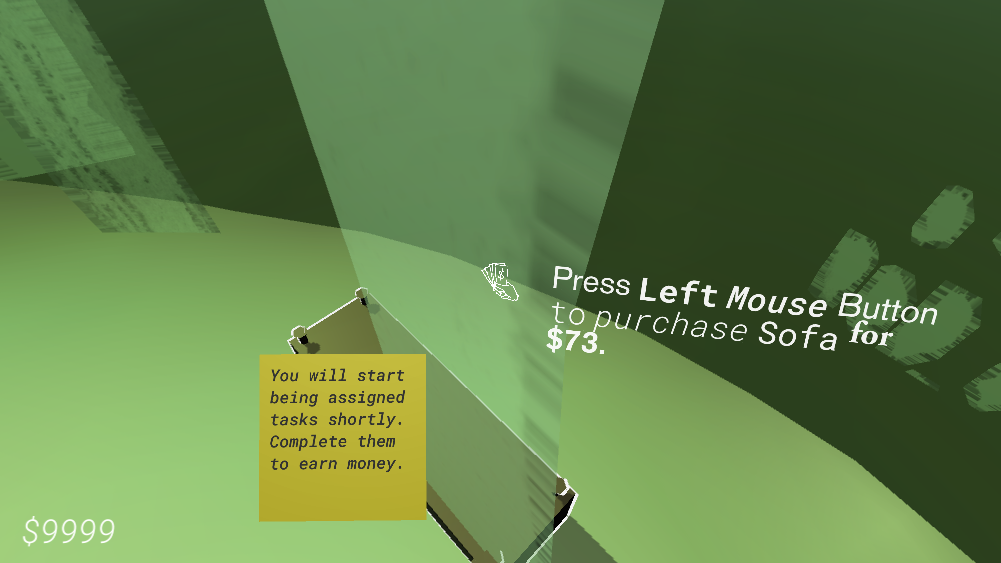 Press Left Mouse Button
to purchase Sofa for
$73.
You will start
being assigned
tasks shortly.
Complete them
to earn money.
$9999